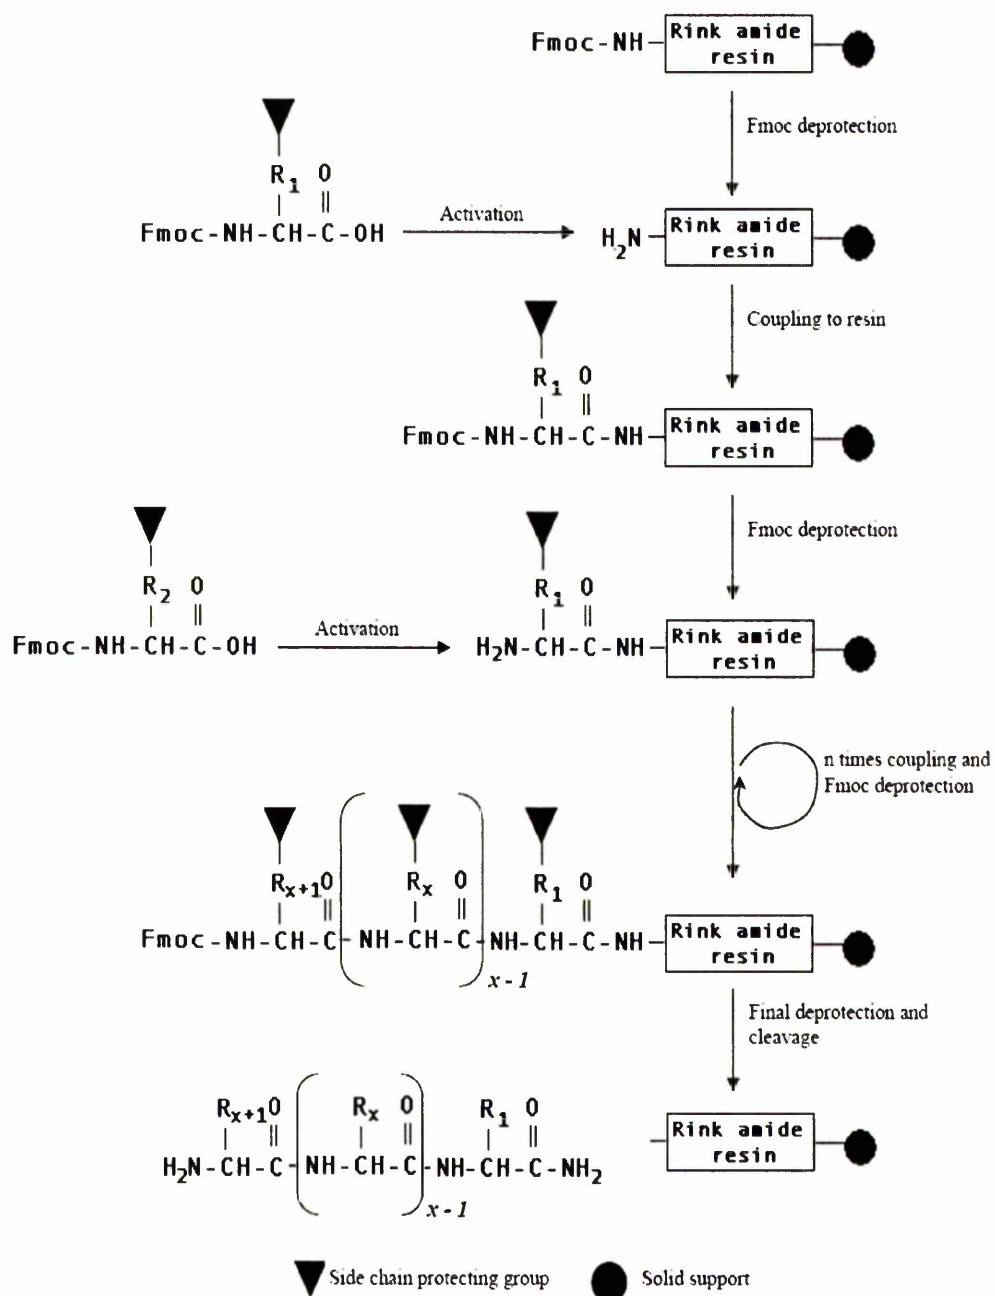 Fmoc-NH-
Rink amide
resin
Fmoc deprotection
R1 O
||
Fmoc-NH-CH-C-OH
Activation
H2N-
Rink amide
resin
Coupling to resin
R1 O
||
Fmoc-NH-CH-C-NH-
Rink amide
resin
Fmoc deprotection
R2 O
||
Fmoc-NH-CH-C-OH
Activation
R1 O
||
H2N-CH-C-NH-
Rink amide
resin
n times coupling and
Fmoc deprotection
Rx+1 O Rx O R1 O
|| || ||
Fmoc-NH-CH-C-NH-CH-C-NH-CH-C-NH-
x-1
Rink amide
resin
Final deprotection and
cleavage
Rx+1 O Rx O R1 O
|| || ||
H2N-CH-C-NH-CH-C-NH-CH-C-NH2
x-1
Rink amide
resin
Side chain protecting group
Solid support